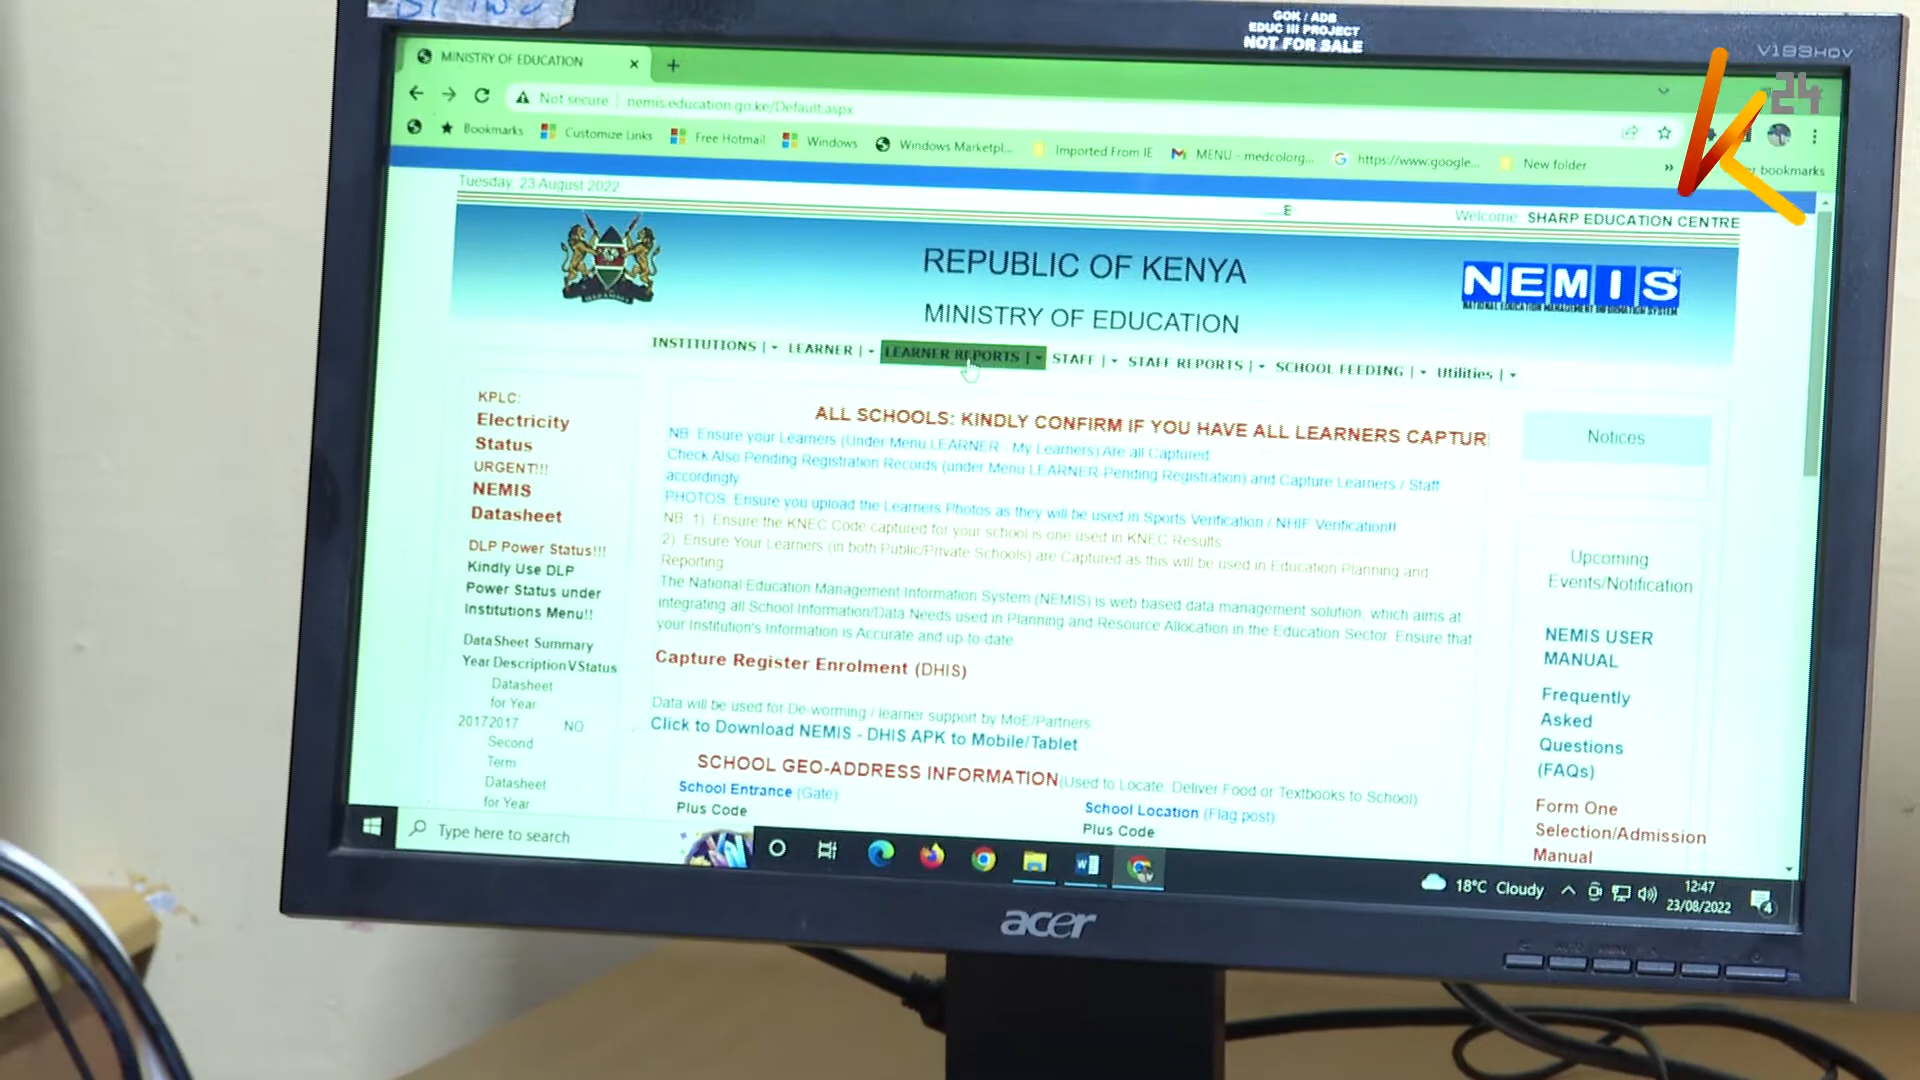 GOK / ADB
EDUC III PROJECT
NOT FOR SALE
V193HQV
K24
MINISTRY OF EDUCATION
Not secure | nemis.education.go.ke/Default.aspx
Bookmarks Customize Links Free Hotmail Windows Windows Marketpl... Imported From IE MENU - medcolorg... https://www.google... New folder » bookmarks
Tuesday, 23 August 2022
E
Welcome SHARP EDUCATION CENTRE
REPUBLIC OF KENYA
MINISTRY OF EDUCATION
NEMIS
NATIONAL EDUCATION MANAGEMENT INFORMATION SYSTEM
INSTITUTIONS | LEARNER | LEARNER REPORTS | STAFF | STAFF REPORTS | SCHOOL FEEDING | Utilities |
KPLC:
Electricity
Status
URGENT!!!
NEMIS
Datasheet
DLP Power Status!!!
Kindly Use DLP
Power Status under
Institutions Menu!!
DataSheet Summary
Year Description VStatus
Datasheet
for Year
2017 2017 NO
Second
Term
Datasheet
for Year
ALL SCHOOLS: KINDLY CONFIRM IF YOU HAVE ALL LEARNERS CAPTUR
NB: Ensure your Learners (Under Menu LEARNER - My Learners) Are all Captured
Check Also Pending Registration Records (under Menu LEARNER-Pending Registration) and Capture Learners / Staff
accordingly
PHOTOS: Ensure you upload the Learners Photos as they will be used in Sports Verification / NHIF Verification!!
NB: 1). Ensure the KNEC Code captured for your school is one used in KNEC Results
2). Ensure Your Learners (in both Public/Private Schools) are Captured as this will be used in Education Planning and
Reporting
The National Education Management Information System (NEMIS) is web based data management solution, which aims at
integrating all School Information/Data Needs used in Planning and Resource Allocation in the Education Sector. Ensure that
your Institution's Information is Accurate and up-to-date
Capture Register Enrolment (DHIS)
Data will be used for De-worming / learner support by MoE/Partners
Click to Download NEMIS - DHIS APK to Mobile/Tablet
SCHOOL GEO-ADDRESS INFORMATION(Used to Locate, Deliver Food or Textbooks to School)
School Entrance (Gate)
Plus Code
School Location (Flag post)
Plus Code
Notices
Upcoming
Events/Notification
NEMIS USER
MANUAL
Frequently
Asked
Questions
(FAQs)
Form One
Selection/Admission
Manual
Type here to search
18°C Cloudy
12:47
23/08/2022
4
acer